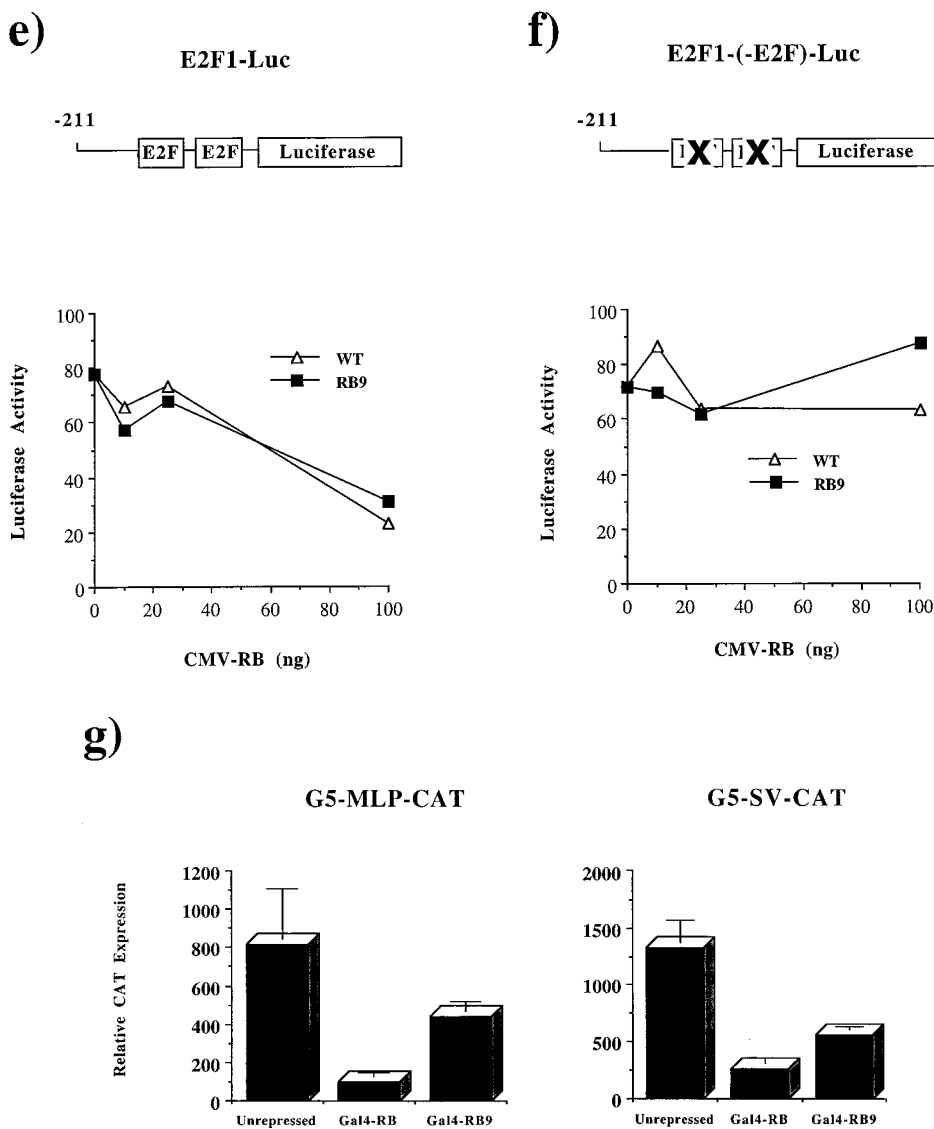 e)
E2F1-Luc
-211
E2F E2F Luciferase
100
80
60
40
20
0
Luciferase Activity
WT
RB9
0 20 40 60 80 100
CMV-RB (ng)
f)
E2F1-(-E2F)-Luc
-211
X X Luciferase
100
80
60
40
20
0
Luciferase Activity
WT
RB9
0 20 40 60 80 100
CMV-RB (ng)
g)
G5-MLP-CAT
Relative CAT Expression
1200
1000
800
600
400
200
0
Unrepressed Gal4-RB Gal4-RB9
G5-SV-CAT
2000
1500
1000
500
0
Unrepressed Gal4-RB Gal4-RB9